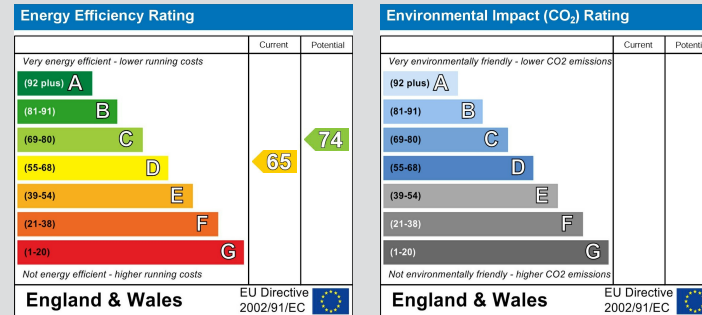 Energy Efficiency Rating
Current Potential
Very energy efficient - lower running costs
(92 plus) A
(81-91) B
(69-80) C
(55-68) D
(39-54) E
(21-38) F
(1-20) G
65
74
Not energy efficient - higher running costs
England & Wales
EU Directive
2002/91/EC
Environmental Impact (CO₂) Rating
Current Potenti
Very environmentally friendly - lower CO2 emissions
(92 plus) A
(81-91) B
(69-80) C
(55-68) D
(39-54) E
(21-38) F
(1-20) G
Not environmentally friendly - higher CO2 emissions
England & Wales
EU Directive
2002/91/EC